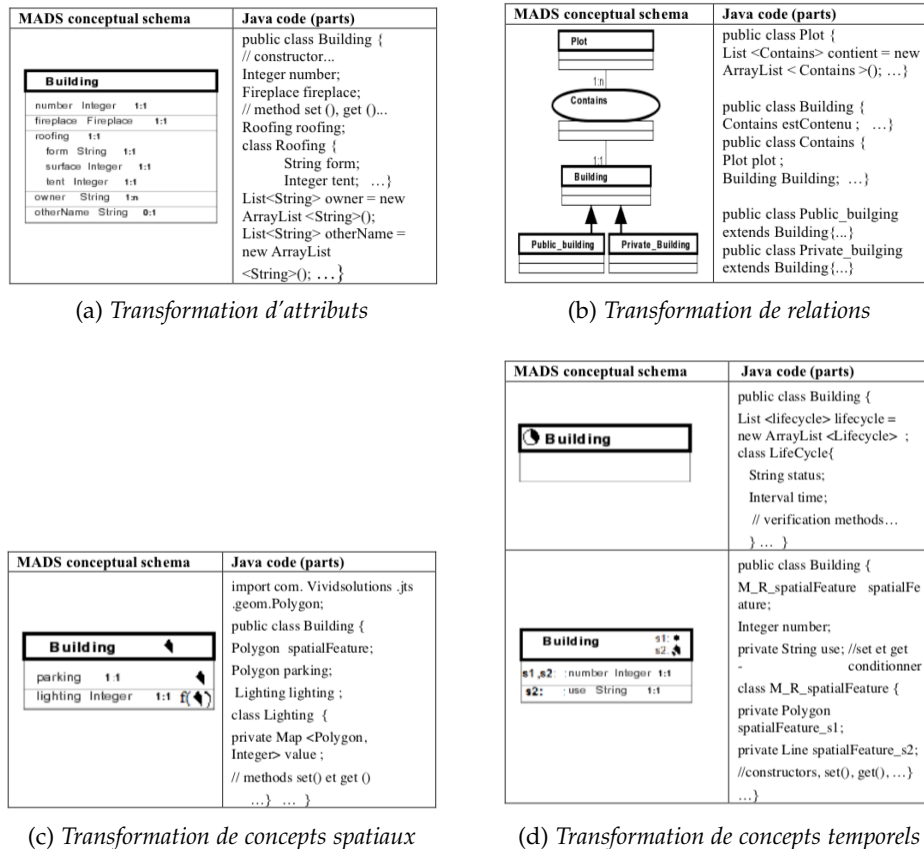 MADS conceptual schema
Java code (parts)
Building
number Integer 1:1
fireplace Fireplace 1:1
roofing 1:1
form String 1:1
surface Integer 1:1
tent Integer 1:1
owner String 1:n
otherName String 0:1
public class Building {
// constructor...
Integer number;
Fireplace fireplace;
// method set (), get ()...
Roofing roofing;
class Roofing {
String form;
Integer tent; ...}
List<String> owner = new
ArrayList <String>();
List<String> otherName =
new ArrayList
<String>(); ...}
(a) Transformation d'attributs
MADS conceptual schema
Java code (parts)
Plot
1:n
Contains
1:1
Building
Public_building
Private_Building
public class Plot {
List <Contains> contient = new
ArrayList < Contains >(); ...}
public class Building {
Contains estContenu ; ...}
public class Contains {
Plot plot ;
Building Building; ...}
public class Public_builging
extends Building{...}
public class Private_builging
extends Building{...}
(b) Transformation de relations
MADS conceptual schema
Java code (parts)
Building
parking 1:1
lighting Integer 1:1 f( )
import com. Vividsolutions .jts
.geom.Polygon;
public class Building {
Polygon spatialFeature;
Polygon parking;
Lighting lighting ;
class Lighting {
private Map <Polygon,
Integer> value ;
// methods set() et get ()
...} ... }
(c) Transformation de concepts spatiaux
MADS conceptual schema
Java code (parts)
Building
public class Building {
List <lifecycle> lifecycle =
new ArrayList <Lifecycle> ;
class LifeCycle{
String status;
Interval time;
// verification methods...
} ... }
Building s1:
s2:
s1,s2: :number Integer 1:1
s2: :use String 1:1
public class Building {
M_R_spatialFeature spatialFe
ature;
Integer number;
private String use; //set et get
- conditionner
class M_R_spatialFeature {
private Polygon
spatialFeature_s1;
private Line spatialFeature_s2;
//constructors, set(), get(), ...}
...}
(d) Transformation de concepts temporels